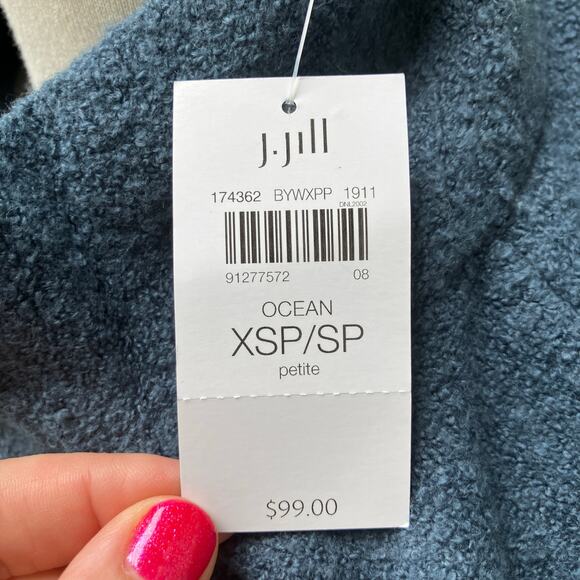 J.Jill
174362 BYWXPP 1911
DNL2002
91277572 08
OCEAN
XSP/SP
petite
$99.00